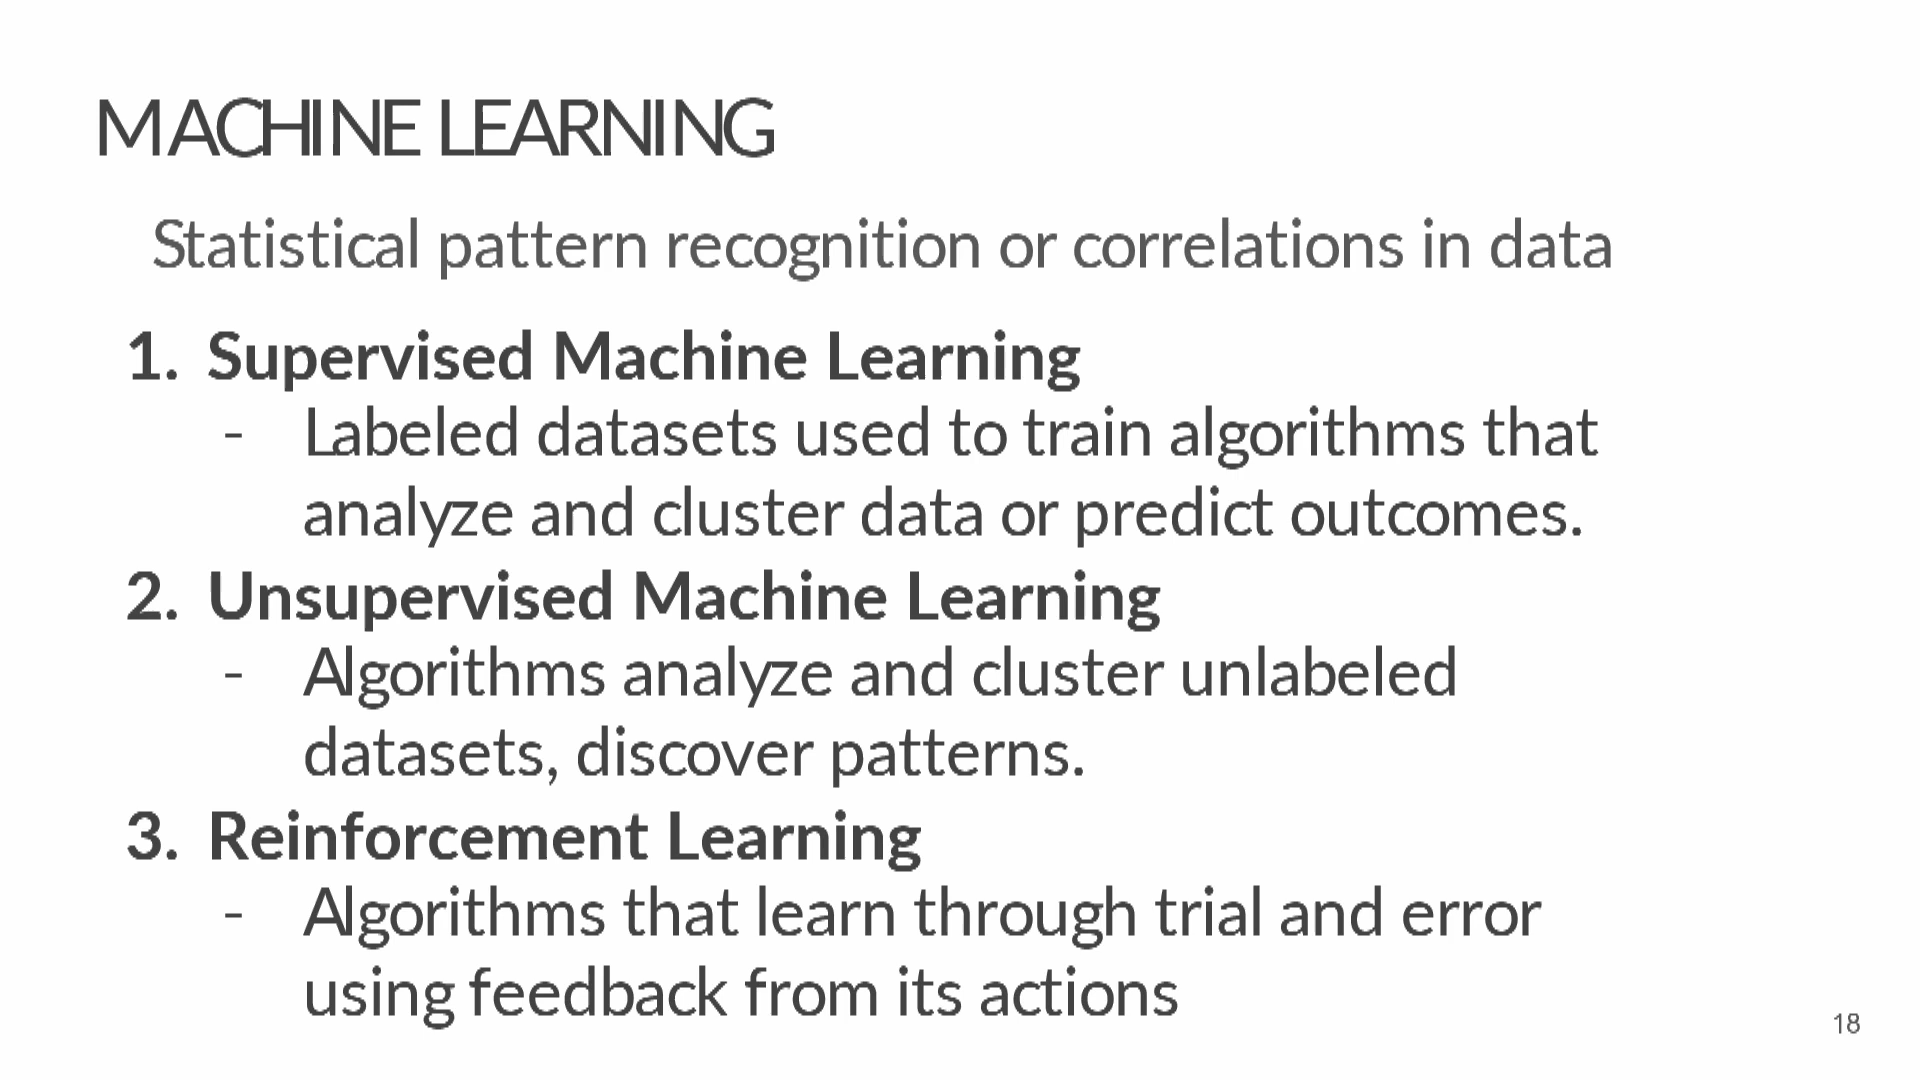 MACHINE LEARNING
Statistical pattern recognition or correlations in data
1. Supervised Machine Learning
- Labeled datasets used to train algorithms that
analyze and cluster data or predict outcomes.
2. Unsupervised Machine Learning
- Algorithms analyze and cluster unlabeled
datasets, discover patterns.
3. Reinforcement Learning
- Algorithms that learn through trial and error
using feedback from its actions
18